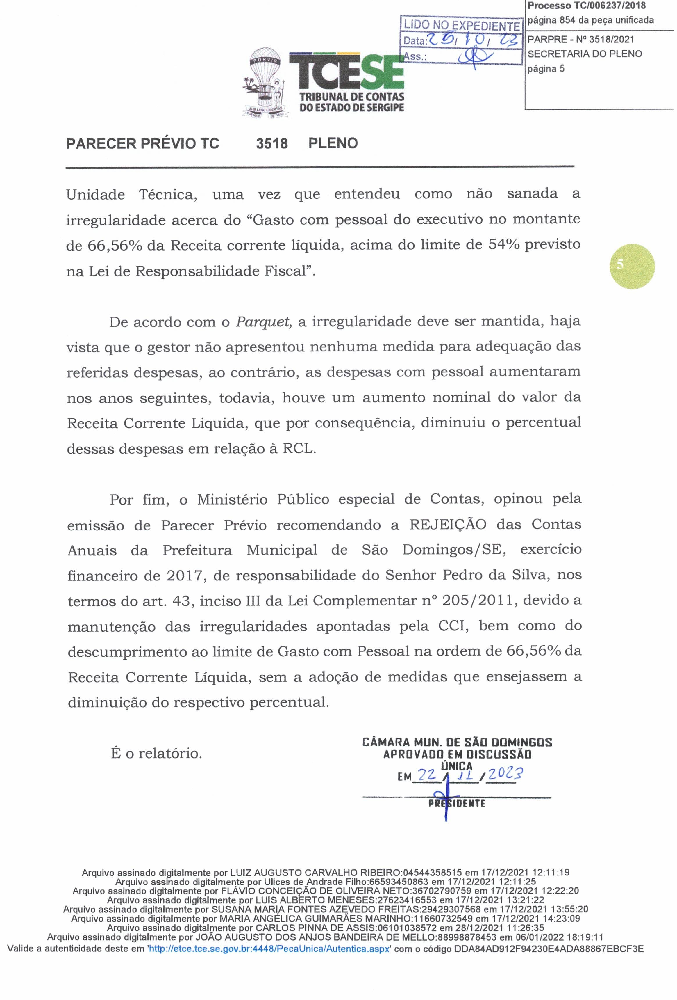 Processo TC/006237/2018
página 854 da peça unificada
PARPRE - Nº 3518/2021
SECRETARIA DO PLENO
página 5
LIDO NO EXPEDIENTE
Data: 25/10/23
Ass.:
PORVIR
SUB LEGE LIBERTAS
TCESE
TRIBUNAL DE CONTAS
DO ESTADO DE SERGIPE
PARECER PRÉVIO TC 3518 PLENO
Unidade Técnica, uma vez que entendeu como não sanada a
irregularidade acerca do “Gasto com pessoal do executivo no montante
de 66,56% da Receita corrente líquida, acima do limite de 54% previsto
na Lei de Responsabilidade Fiscal”.
5
De acordo com o Parquet, a irregularidade deve ser mantida, haja
vista que o gestor não apresentou nenhuma medida para adequação das
referidas despesas, ao contrário, as despesas com pessoal aumentaram
nos anos seguintes, todavia, houve um aumento nominal do valor da
Receita Corrente Liquida, que por consequência, diminuiu o percentual
dessas despesas em relação à RCL.
Por fim, o Ministério Público especial de Contas, opinou pela
emissão de Parecer Prévio recomendando a REJEIÇÃO das Contas
Anuais da Prefeitura Municipal de São Domingos/SE, exercício
financeiro de 2017, de responsabilidade do Senhor Pedro da Silva, nos
termos do art. 43, inciso III da Lei Complementar nº 205/2011, devido a
manutenção das irregularidades apontadas pela CCI, bem como do
descumprimento ao limite de Gasto com Pessoal na ordem de 66,56% da
Receita Corrente Líquida, sem a adoção de medidas que ensejassem a
diminuição do respectivo percentual.
É o relatório.
CÂMARA MUN. DE SÃO DOMINGOS
APROVADO EM DISCUSSÃO
ÚNICA
EM 22/11/2023
PRESIDENTE
Arquivo assinado digitalmente por LUIZ AUGUSTO CARVALHO RIBEIRO:04544358515 em 17/12/2021 12:11:19
Arquivo assinado digitalmente por Ulices de Andrade Filho:66593450863 em 17/12/2021 12:11:25
Arquivo assinado digitalmente por FLÁVIO CONCEIÇÃO DE OLIVEIRA NETO:36702790759 em 17/12/2021 12:22:20
Arquivo assinado digitalmente por LUIS ALBERTO MENESES:27623416553 em 17/12/2021 13:21:22
Arquivo assinado digitalmente por SUSANA MARIA FONTES AZEVEDO FREITAS:29429307568 em 17/12/2021 13:55:20
Arquivo assinado digitalmente por MARIA ANGÉLICA GUIMARÃES MARINHO:11660732549 em 17/12/2021 14:23:09
Arquivo assinado digitalmente por CARLOS PINNA DE ASSIS:06101038572 em 28/12/2021 11:26:35
Arquivo assinado digitalmente por JOÃO AUGUSTO DOS ANJOS BANDEIRA DE MELLO:88998878453 em 06/01/2022 18:19:11
Valide a autenticidade deste em 'http://etce.tce.se.gov.br:4448/PecaUnica/Autentica.aspx' com o código DDA84AD912F94230E4ADA88867EBCF3E